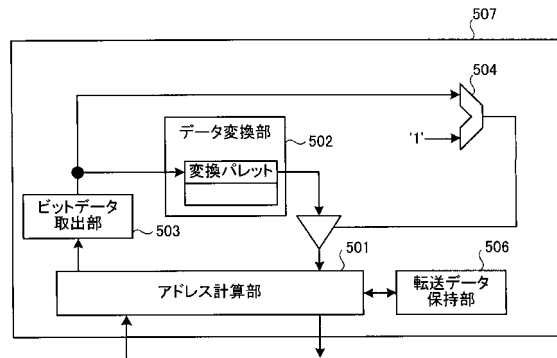 507
504
データ変換部
502
変換パレット
'1'
ビットデータ
取出部
503
501
506
アドレス計算部
転送データ
保持部